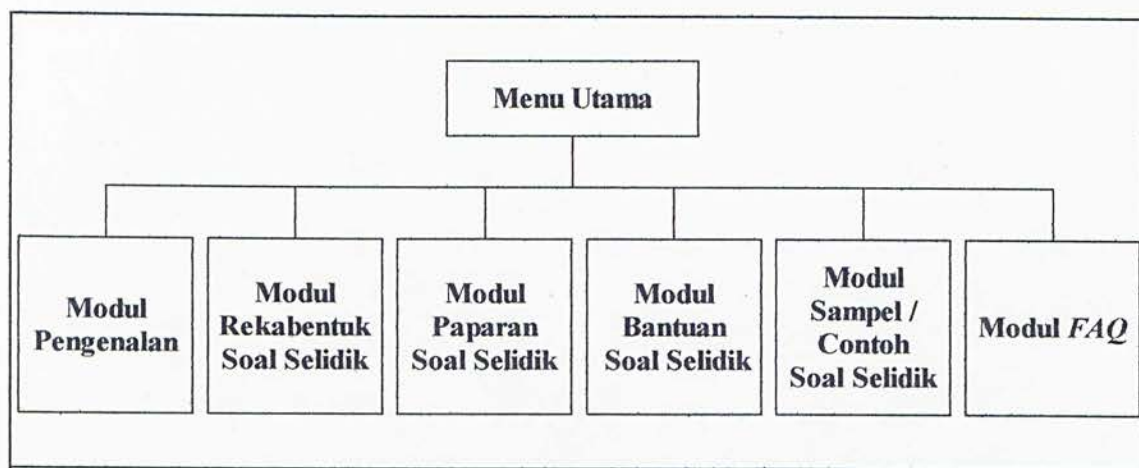 Menu Utama
Modul
Pengenalan
Modul
Rekabentuk
Soal Selidik
Modul
Paparan
Soal Selidik
Modul
Bantuan
Soal Selidik
Modul
Sampel /
Contoh
Soal Selidik
Modul FAQ